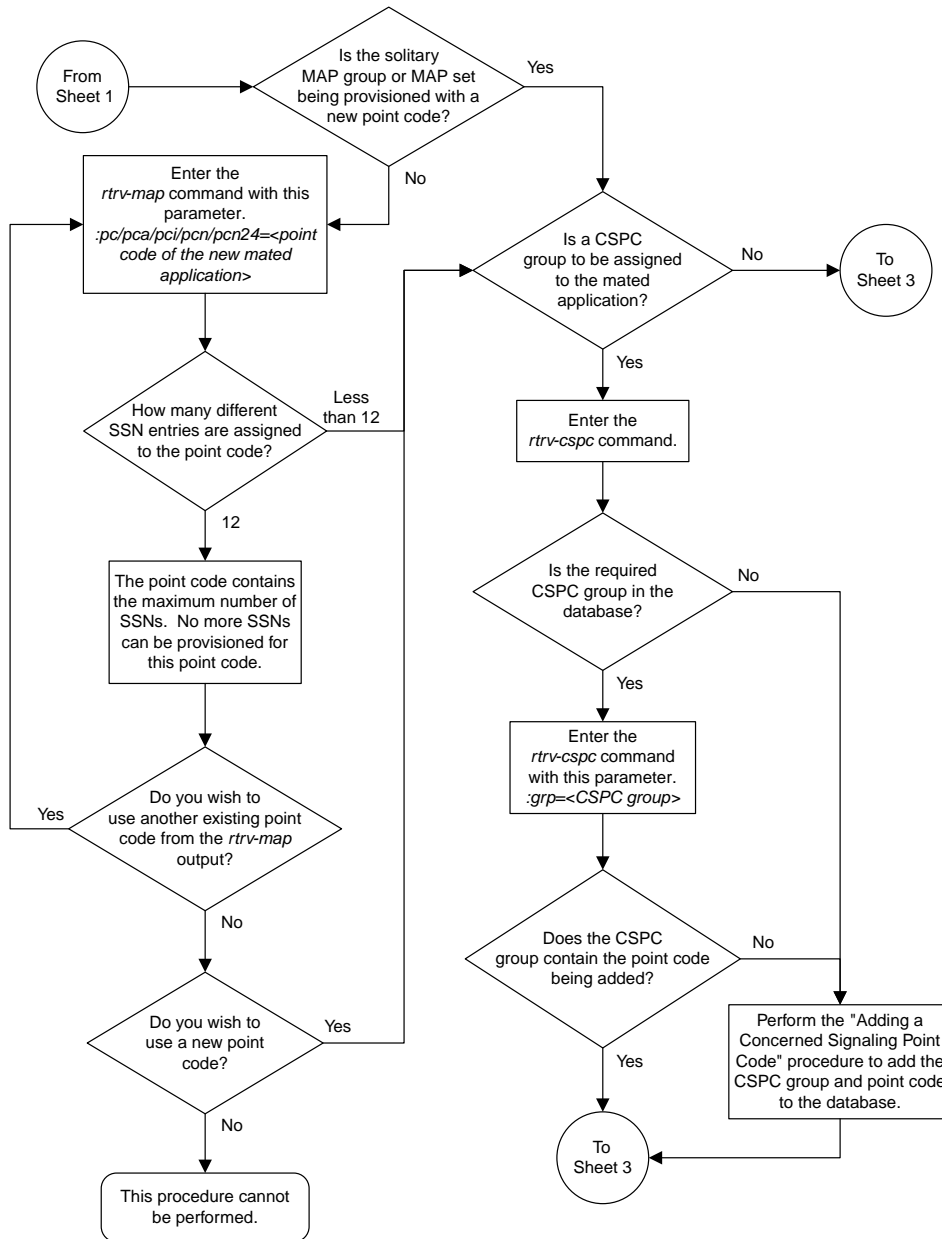 From
Sheet 1
Is the solitary
MAP group or MAP set
being provisioned with a
new point code?
Yes
No
Enter the
rtrv-map command with this
parameter.
:pc/pca/pci/pcn/pcn24=<point
code of the new mated
application>
Is a CSPC
group to be assigned
to the mated
application?
No
To
Sheet 3
Yes
How many different
SSN entries are assigned
to the point code?
Less
than 12
12
Enter the
rtrv-cspc command.
The point code contains
the maximum number of
SSNs. No more SSNs
can be provisioned for
this point code.
Is the required
CSPC group in the
database?
No
Yes
Enter the
rtrv-cspc command
with this parameter.
:grp=<CSPC group>
Do you wish to
use another existing point
code from the rtrv-map
output?
Yes
No
Does the CSPC
group contain the point code
being added?
No
Yes
Do you wish to
use a new point
code?
Yes
No
Perform the "Adding a
Concerned Signaling Point
Code" procedure to add the
CSPC group and point code
to the database.
To
Sheet 3
This procedure cannot
be performed.